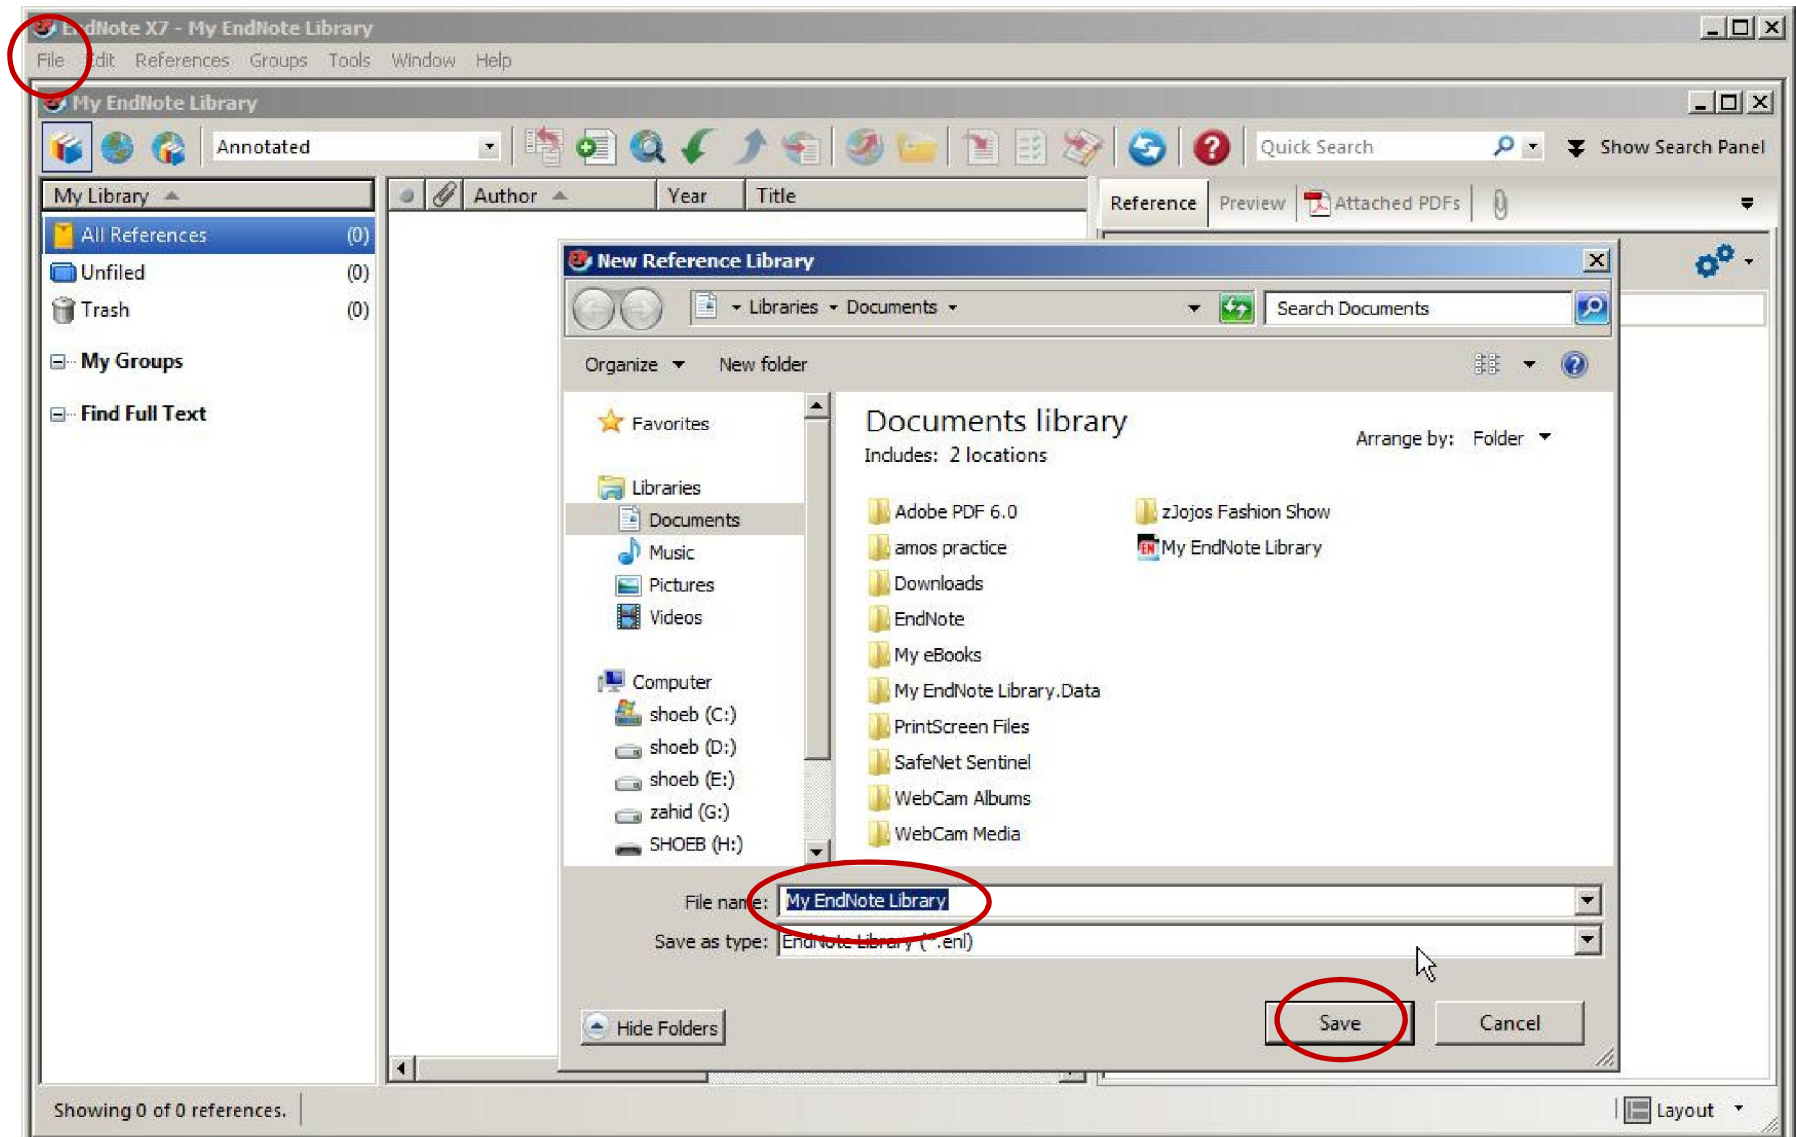 EndNote X7 - My EndNote Library
File Edit References Groups Tools Window Help
My EndNote Library
Annotated
Quick Search
Show Search Panel
My Library
Author Year Title
Reference Preview Attached PDFs
All References (0)
Unfiled (0)
Trash (0)
My Groups
Find Full Text
New Reference Library
Libraries Documents
Search Documents
Organize New folder
Favorites
Libraries
Documents
Music
Pictures
Videos
Computer
shoeb (C:)
shoeb (D:)
shoeb (E:)
zahid (G:)
SHOEB (H:)
Documents library
Includes: 2 locations
Arrange by: Folder
Adobe PDF 6.0
amos practice
Downloads
EndNote
My eBooks
My EndNote Library.Data
PrintScreen Files
SafeNet Sentinel
WebCam Albums
WebCam Media
zJojos Fashion Show
EN My EndNote Library
File name: My EndNote Library
Save as type: EndNote Library (*.enl)
Hide Folders
Save
Cancel
Showing 0 of 0 references.
Layout